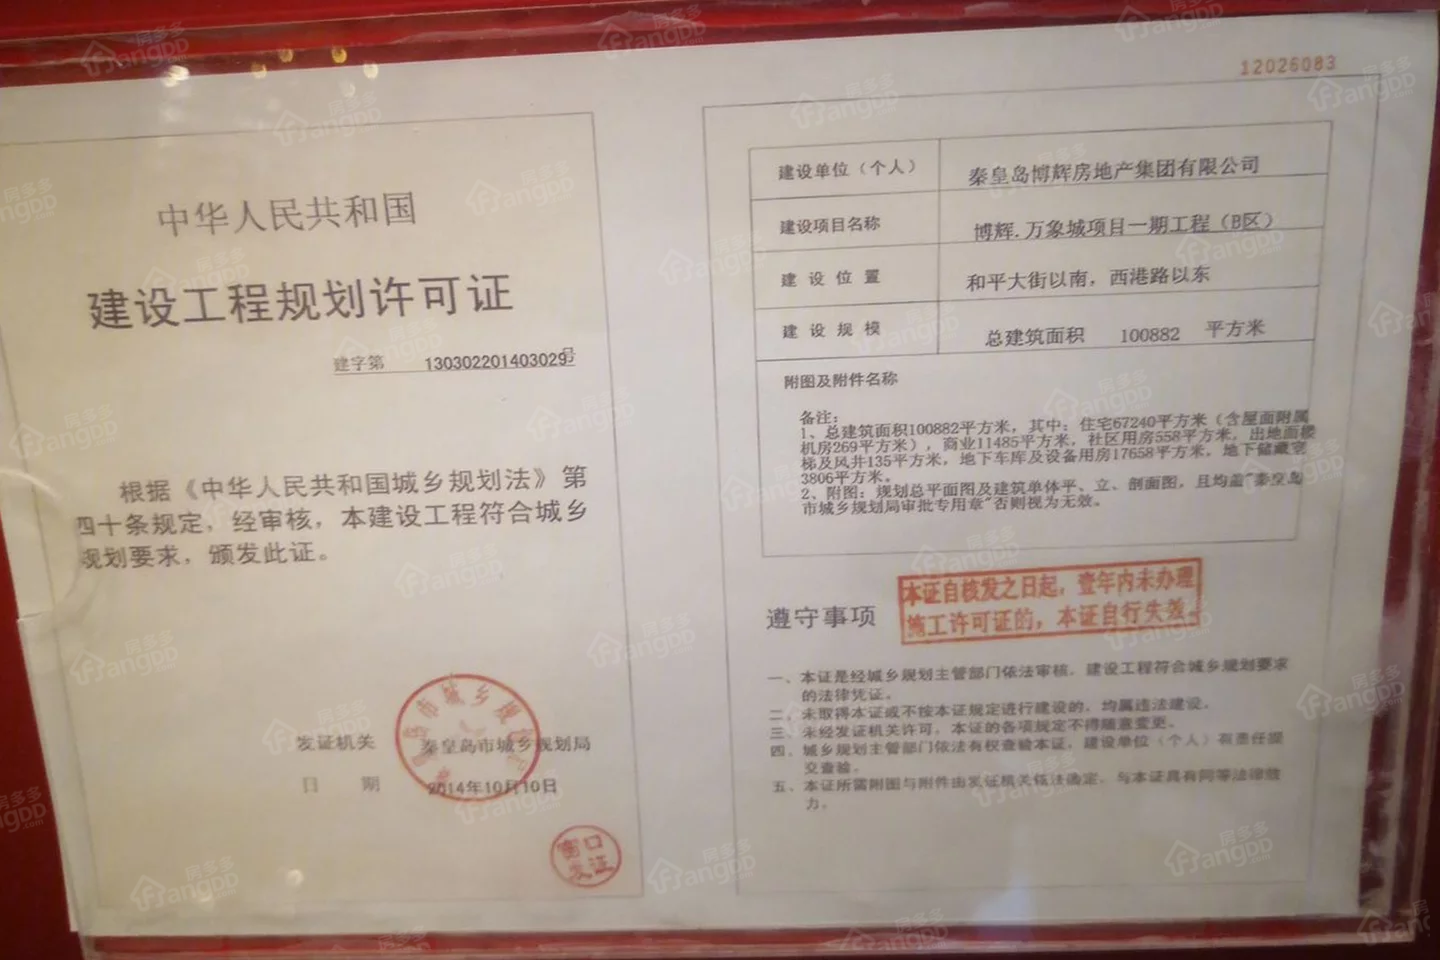 12026083
中华人民共和国
建设工程规划许可证
建字第 130302201403029号
根据《中华人民共和国城乡规划法》第
四十条规定，经审核，本建设工程符合城乡
规划要求，颁发此证。
发证机关 秦皇岛市城乡规划局
日 期 2014年10月10日
窗口
发证
建设单位（个人） 秦皇岛博辉房地产集团有限公司
建设项目名称 博辉.万象城项目一期工程（B区）
建设位置 和平大街以南，西港路以东
建设规模 总建筑面积 100882 平方米
附图及附件名称
备注：
1、总建筑面积100882平方米，其中：住宅67240平方米（含屋面附属
机房269平方米），商业11485平方米，社区用房558平方米，出地面楼
梯及风井135平方米，地下车库及设备用房17658平方米，地下储藏室
3806平方米。
2、附图：规划总平面图及建筑单体平、立、剖面图，且均盖"秦皇岛
市城乡规划局审批专用章"否则视为无效。
遵守事项
本证自核发之日起，壹年内未办理
施工许可证的，本证自行失效。
一、本证是经城乡规划主管部门依法审核，建设工程符合城乡规划要求
的法律凭证。
二、未取得本证或不按本证规定进行建设的，均属违法建设。
三、未经发证机关许可，本证的各项规定不得随意变更。
四、城乡规划主管部门依法有权查验本证，建设单位（个人）有责任提
交查验。
五、本证所需附图与附件由发证机关依法确定，与本证具有同等法律效
力。
房多多
fangDD
.com